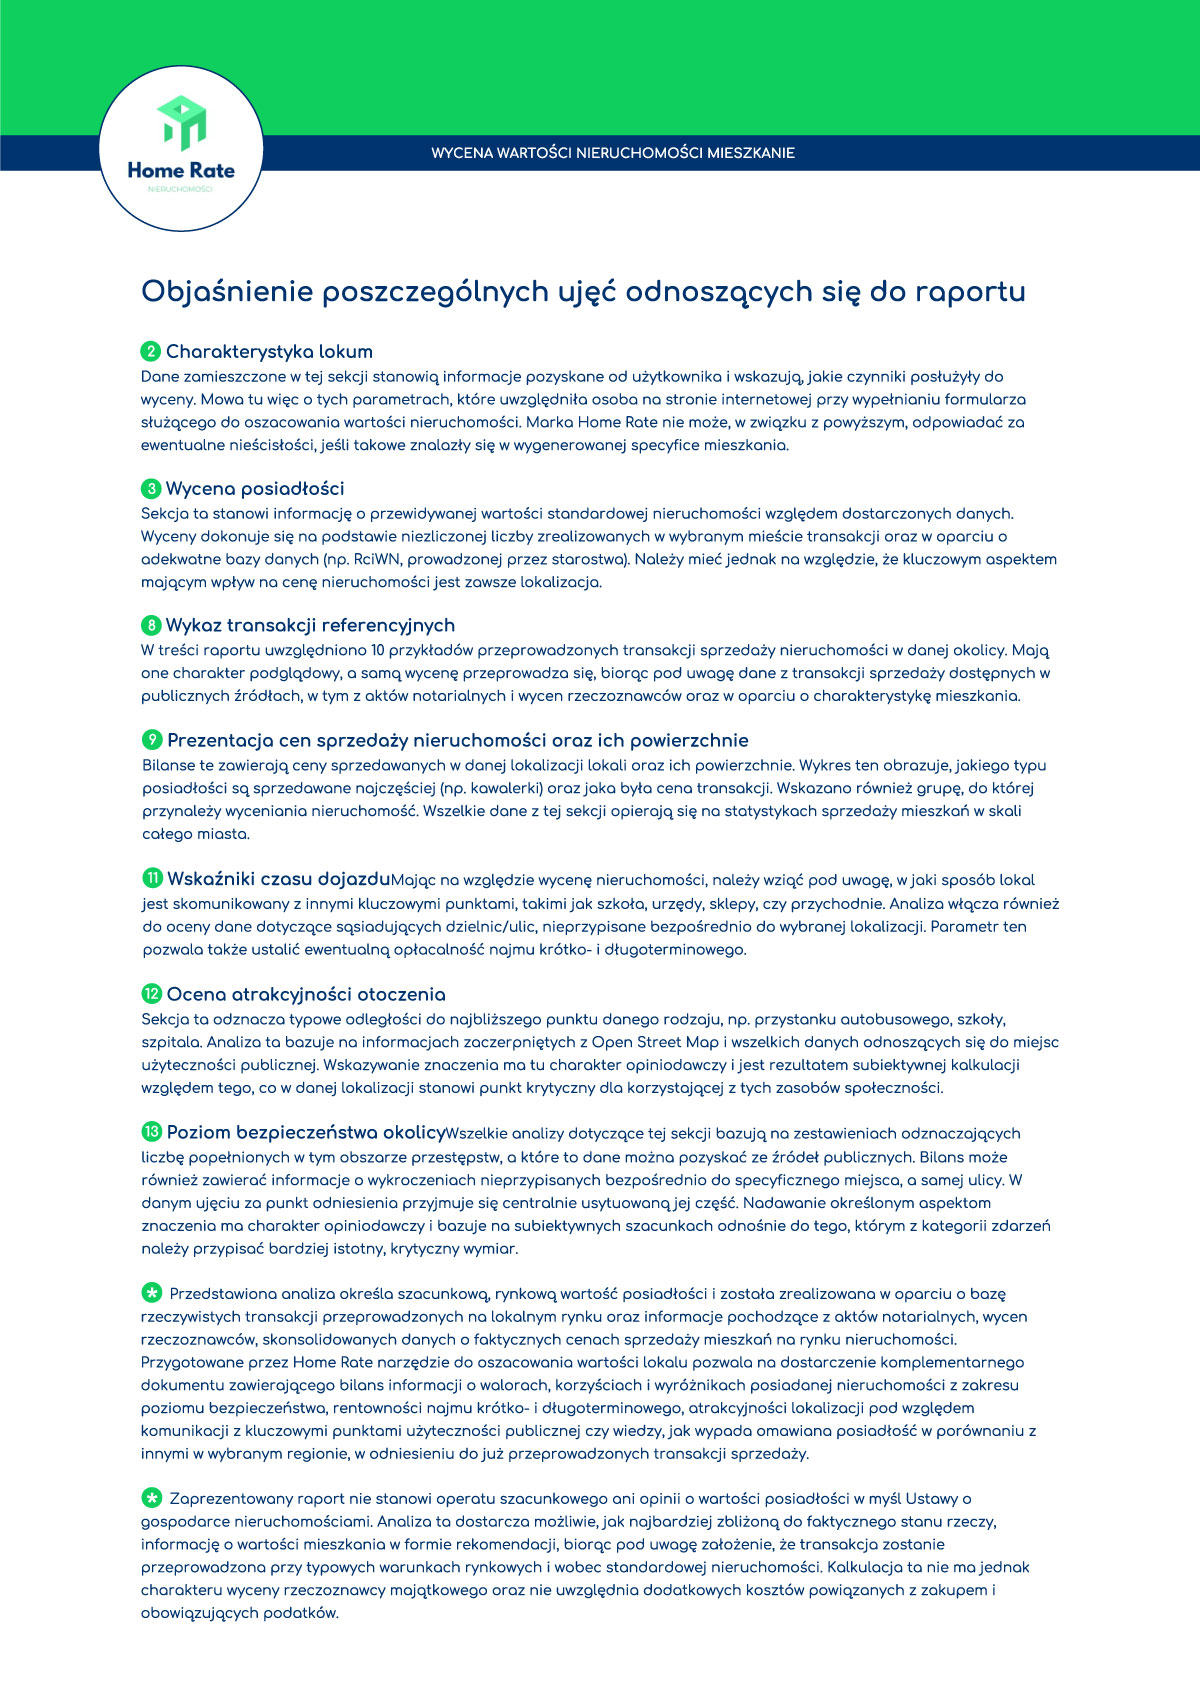 WYCENA WARTOŚCI NIERUCHOMOŚCI MIESZKANIE
Home Rate
NIERUCHOMOŚCI
Objaśnienie poszczególnych ujęć odnoszących się do raportu
2 Charakterystyka lokum
Dane zamieszczone w tej sekcji stanowią informacje pozyskane od użytkownika i wskazują, jakie czynniki posłużyły do
wyceny. Mowa tu więc o tych parametrach, które uwzględniła osoba na stronie internetowej przy wypełnianiu formularza
służącego do oszacowania wartości nieruchomości. Marka Home Rate nie może, w związku z powyższym, odpowiadać za
ewentualne nieścisłości, jeśli takowe znalazły się w wygenerowanej specyfice mieszkania.
3 Wycena posiadłości
Sekcja ta stanowi informację o przewidywanej wartości standardowej nieruchomości względem dostarczonych danych.
Wyceny dokonuje się na podstawie niezliczonej liczby zrealizowanych w wybranym mieście transakcji oraz w oparciu o
adekwatne bazy danych (np. RciWN, prowadzonej przez starostwa). Należy mieć jednak na względzie, że kluczowym aspektem
mającym wpływ na cenę nieruchomości jest zawsze lokalizacja.
8 Wykaz transakcji referencyjnych
W treści raportu uwzględniono 10 przykładów przeprowadzonych transakcji sprzedaży nieruchomości w danej okolicy. Mają
one charakter podglądowy, a samą wycenę przeprowadza się, biorąc pod uwagę dane z transakcji sprzedaży dostępnych w
publicznych źródłach, w tym z aktów notarialnych i wycen rzeczoznawców oraz w oparciu o charakterystykę mieszkania.
9 Prezentacja cen sprzedaży nieruchomości oraz ich powierzchnie
Bilanse te zawierają ceny sprzedawanych w danej lokalizacji lokali oraz ich powierzchnie. Wykres ten obrazuje, jakiego typu
posiadłości są sprzedawane najczęściej (np. kawalerki) oraz jaka była cena transakcji. Wskazano również grupę, do której
przynależy wyceniania nieruchomość. Wszelkie dane z tej sekcji opierają się na statystykach sprzedaży mieszkań w skali
całego miasta.
11 Wskaźniki czasu dojazduMając na względzie wycenę nieruchomości, należy wziąć pod uwagę, w jaki sposób lokal
jest skomunikowany z innymi kluczowymi punktami, takimi jak szkoła, urzędy, sklepy, czy przychodnie. Analiza włącza również
do oceny dane dotyczące sąsiadujących dzielnic/ulic, nieprzypisane bezpośrednio do wybranej lokalizacji. Parametr ten
pozwala także ustalić ewentualną opłacalność najmu krótko- i długoterminowego.
12 Ocena atrakcyjności otoczenia
Sekcja ta odznacza typowe odległości do najbliższego punktu danego rodzaju, np. przystanku autobusowego, szkoły,
szpitala. Analiza ta bazuje na informacjach zaczerpniętych z Open Street Map i wszelkich danych odnoszących się do miejsc
użyteczności publicznej. Wskazywanie znaczenia ma tu charakter opiniodawczy i jest rezultatem subiektywnej kalkulacji
względem tego, co w danej lokalizacji stanowi punkt krytyczny dla korzystającej z tych zasobów społeczności.
13 Poziom bezpieczeństwa okolicyWszelkie analizy dotyczące tej sekcji bazują na zestawieniach odznaczających
liczbę popełnionych w tym obszarze przestępstw, a które to dane można pozyskać ze źródeł publicznych. Bilans może
również zawierać informacje o wykroczeniach nieprzypisanych bezpośrednio do specyficznego miejsca, a samej ulicy. W
danym ujęciu za punkt odniesienia przyjmuje się centralnie usytuowaną jej część. Nadawanie określonym aspektom
znaczenia ma charakter opiniodawczy i bazuje na subiektywnych szacunkach odnośnie do tego, którym z kategorii zdarzeń
należy przypisać bardziej istotny, krytyczny wymiar.
* Przedstawiona analiza określa szacunkową, rynkową wartość posiadłości i została zrealizowana w oparciu o bazę
rzeczywistych transakcji przeprowadzonych na lokalnym rynku oraz informacje pochodzące z aktów notarialnych, wycen
rzeczoznawców, skonsolidowanych danych o faktycznych cenach sprzedaży mieszkań na rynku nieruchomości.
Przygotowane przez Home Rate narzędzie do oszacowania wartości lokalu pozwala na dostarczenie komplementarnego
dokumentu zawierającego bilans informacji o walorach, korzyściach i wyróżnikach posiadanej nieruchomości z zakresu
poziomu bezpieczeństwa, rentowności najmu krótko- i długoterminowego, atrakcyjności lokalizacji pod względem
komunikacji z kluczowymi punktami użyteczności publicznej czy wiedzy, jak wypada omawiana posiadłość w porównaniu z
innymi w wybranym regionie, w odniesieniu do już przeprowadzonych transakcji sprzedaży.
* Zaprezentowany raport nie stanowi operatu szacunkowego ani opinii o wartości posiadłości w myśl Ustawy o
gospodarce nieruchomościami. Analiza ta dostarcza możliwie, jak najbardziej zbliżoną do faktycznego stanu rzeczy,
informację o wartości mieszkania w formie rekomendacji, biorąc pod uwagę założenie, że transakcja zostanie
przeprowadzona przy typowych warunkach rynkowych i wobec standardowej nieruchomości. Kalkulacja ta nie ma jednak
charakteru wyceny rzeczoznawcy majątkowego oraz nie uwzględnia dodatkowych kosztów powiązanych z zakupem i
obowiązujących podatków.